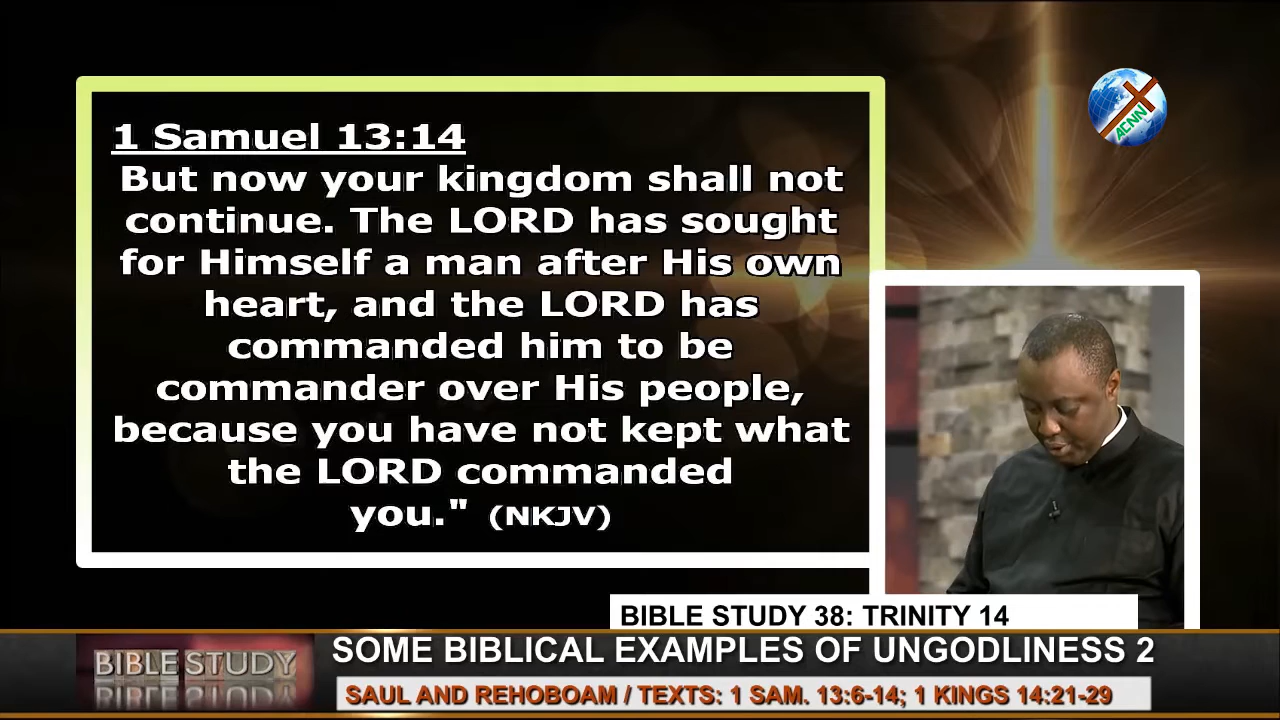 1 Samuel 13:14
But now your kingdom shall not
continue. The LORD has sought
for Himself a man after His own
heart, and the LORD has
commanded him to be
commander over His people,
because you have not kept what
the LORD commanded
you." (NKJV)
ACNN
BIBLE STUDY 38: TRINITY 14
BIBLE STUDY
SOME BIBLICAL EXAMPLES OF UNGODLINESS 2
SAUL AND REHOBOAM / TEXTS: 1 SAM. 13:6-14; 1 KINGS 14:21-29